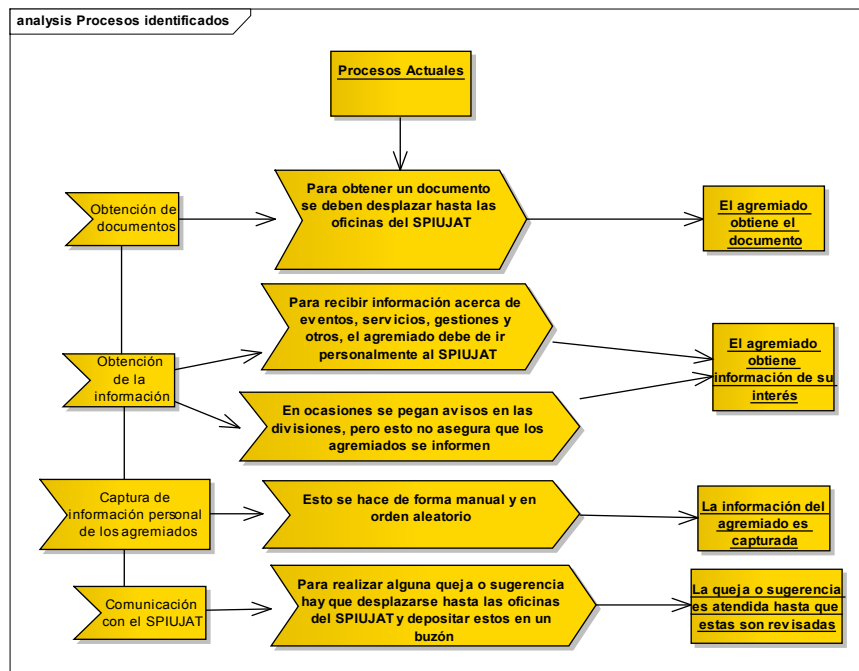 analysis Procesos identificados
Procesos Actuales
Obtención de
documentos
Para obtener un documento
se deben desplazar hasta las
oficinas del SPIUJAT
El agremiado
obtiene el
documento
Obtención
de la
información
Para recibir información acerca de
eventos, servicios, gestiones y
otros, el agremiado debe de ir
personalmente al SPIUJAT
En ocasiones se pegan avisos en las
divisiones, pero esto no asegura que los
agremiados se informen
El agremiado
obtiene
información de su
interés
Captura de
información personal
de los agremiados
Esto se hace de forma manual y en
orden aleatorio
La información del
agremiado es
capturada
Comunicación
con el SPIUJAT
Para realizar alguna queja o sugerencia
hay que desplazarse hasta las oficinas
del SPIUJAT y depositar estos en un
buzón
La queja o sugerencia
es atendida hasta que
estas son revisadas